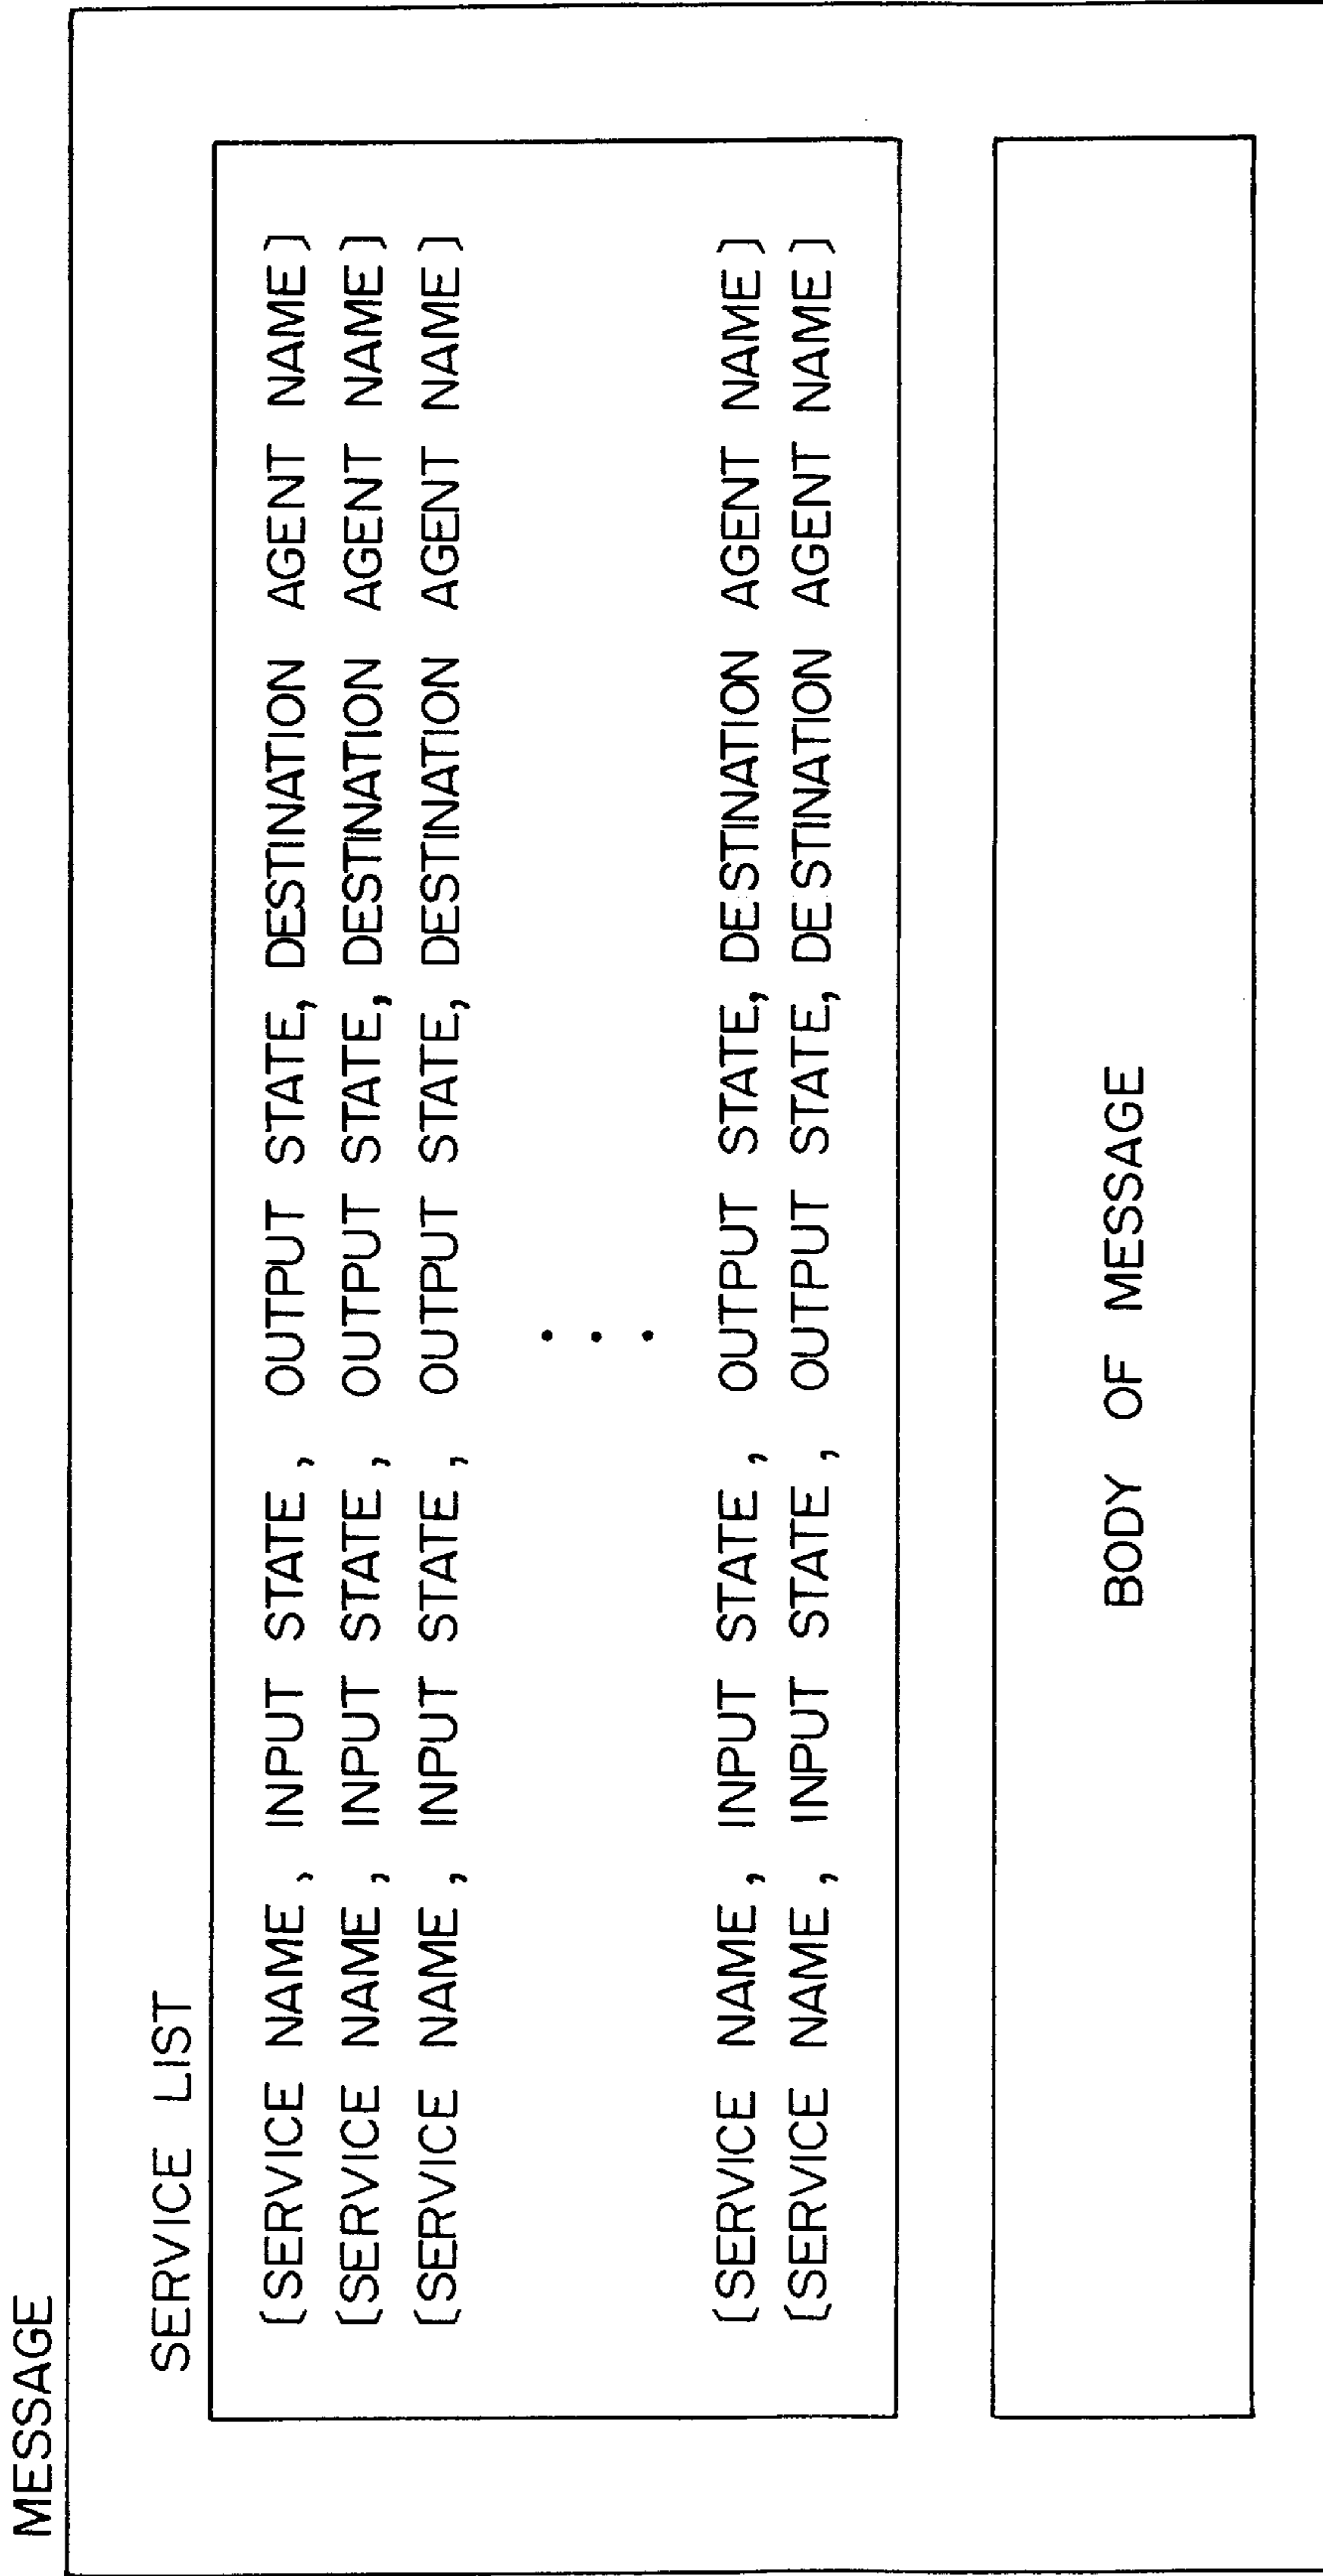 MESSAGE
SERVICE LIST
(SERVICE NAME, INPUT STATE, OUTPUT STATE, DESTINATION AGENT NAME)
(SERVICE NAME, INPUT STATE, OUTPUT STATE, DESTINATION AGENT NAME)
(SERVICE NAME, INPUT STATE, OUTPUT STATE, DESTINATION AGENT NAME)
...
(SERVICE NAME, INPUT STATE, OUTPUT STATE, DESTINATION AGENT NAME)
(SERVICE NAME, INPUT STATE, OUTPUT STATE, DESTINATION AGENT NAME)
BODY OF MESSAGE